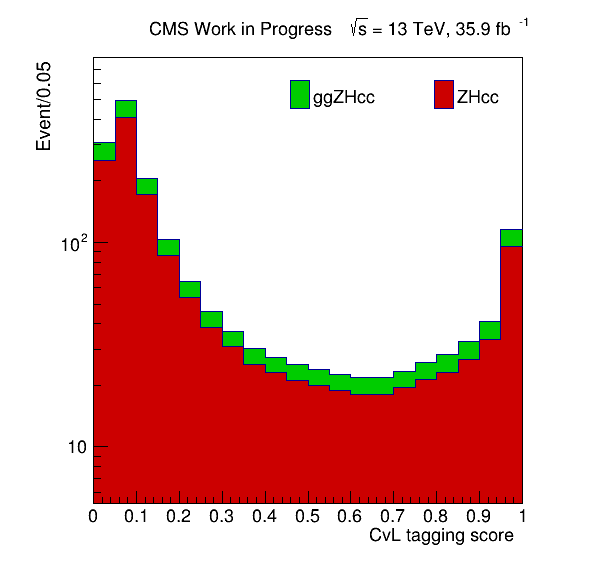 CMS Work in Progress √s = 13 TeV, 35.9 fb -1
Event/0.05
ggZHcc
ZHcc
10²
10
0 0.1 0.2 0.3 0.4 0.5 0.6 0.7 0.8 0.9 1
CvL tagging score